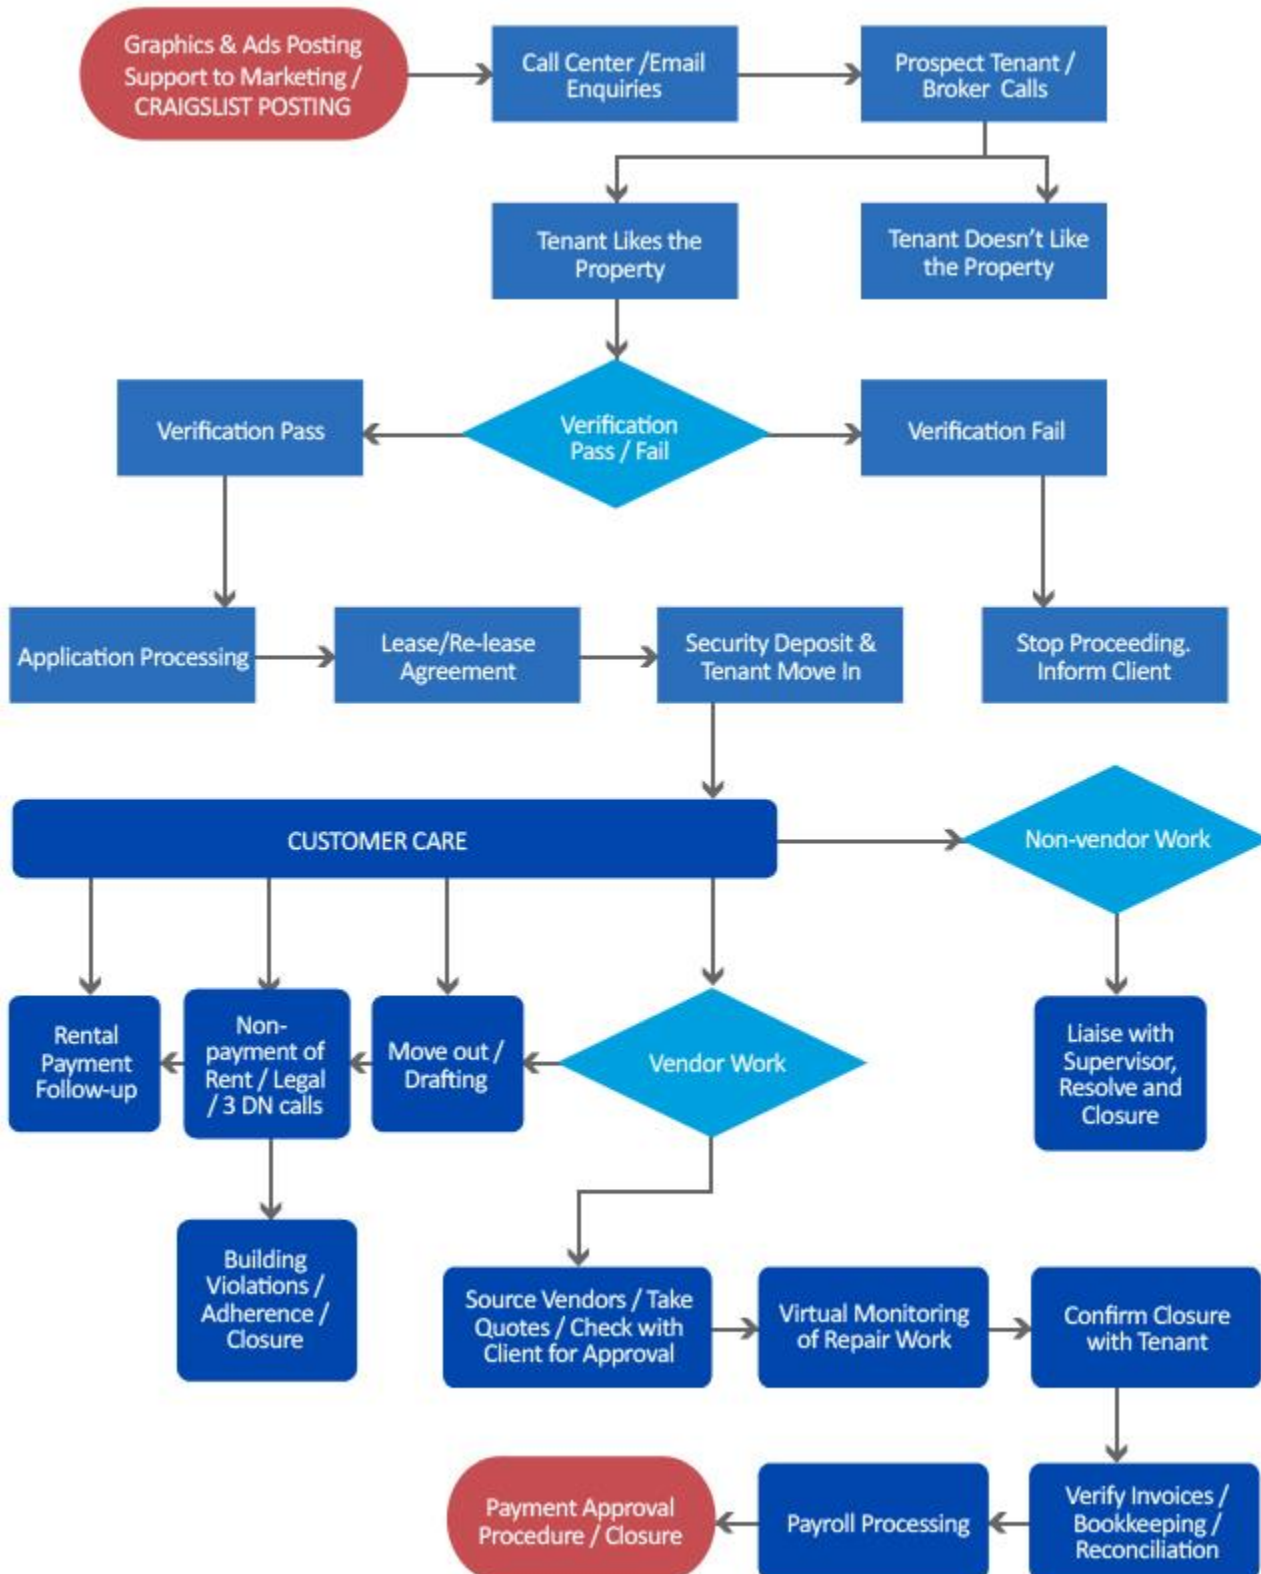 Graphics & Ads Posting
Support to Marketing /
CRAIGSLIST POSTING
Call Center /Email
Enquiries
Prospect Tenant /
Broker Calls
Tenant Likes the
Property
Tenant Doesn't Like
the Property
Verification Pass
Verification
Pass / Fail
Verification Fail
Application Processing
Lease/Re-lease
Agreement
Security Deposit &
Tenant Move In
Stop Proceeding.
Inform Client
CUSTOMER CARE
Non-vendor Work
Rental
Payment
Follow-up
Non-
payment of
Rent / Legal
/ 3 DN calls
Move out /
Drafting
Vendor Work
Liaise with
Supervisor,
Resolve and
Closure
Building
Violations /
Adherence /
Closure
Source Vendors / Take
Quotes / Check with
Client for Approval
Virtual Monitoring
of Repair Work
Confirm Closure
with Tenant
Payment Approval
Procedure / Closure
Payroll Processing
Verify Invoices /
Bookkeeping /
Reconciliation